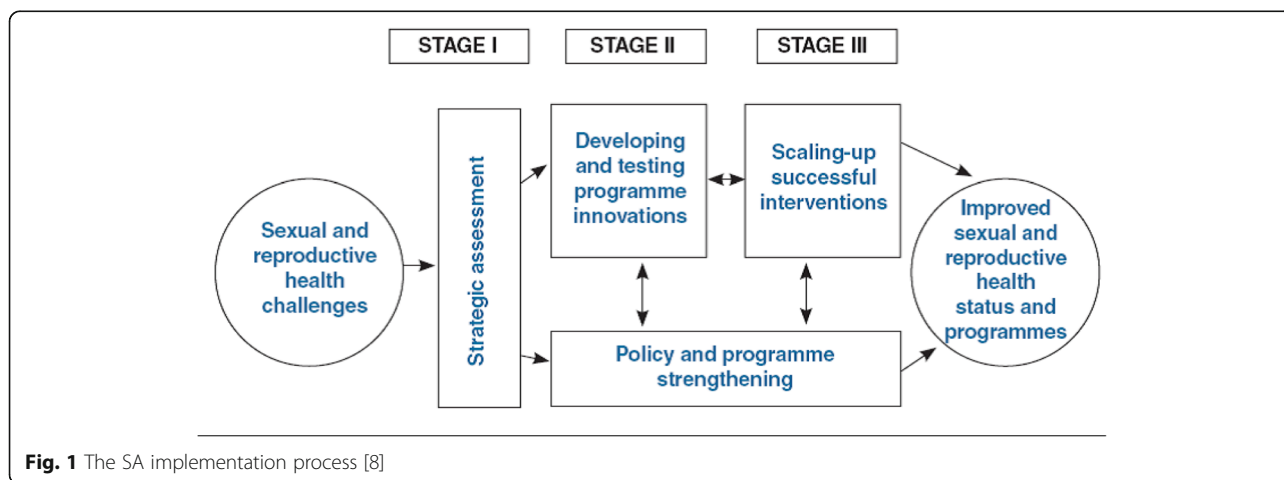 STAGE I
STAGE II
STAGE III
Sexual and
reproductive
health
challenges
Strategic assessment
Developing
and testing
programme
innovations
Scaling-up
successful
interventions
Policy and programme
strengthening
Improved
sexual and
reproductive
health
status and
programmes
Fig. 1 The SA implementation process [8]